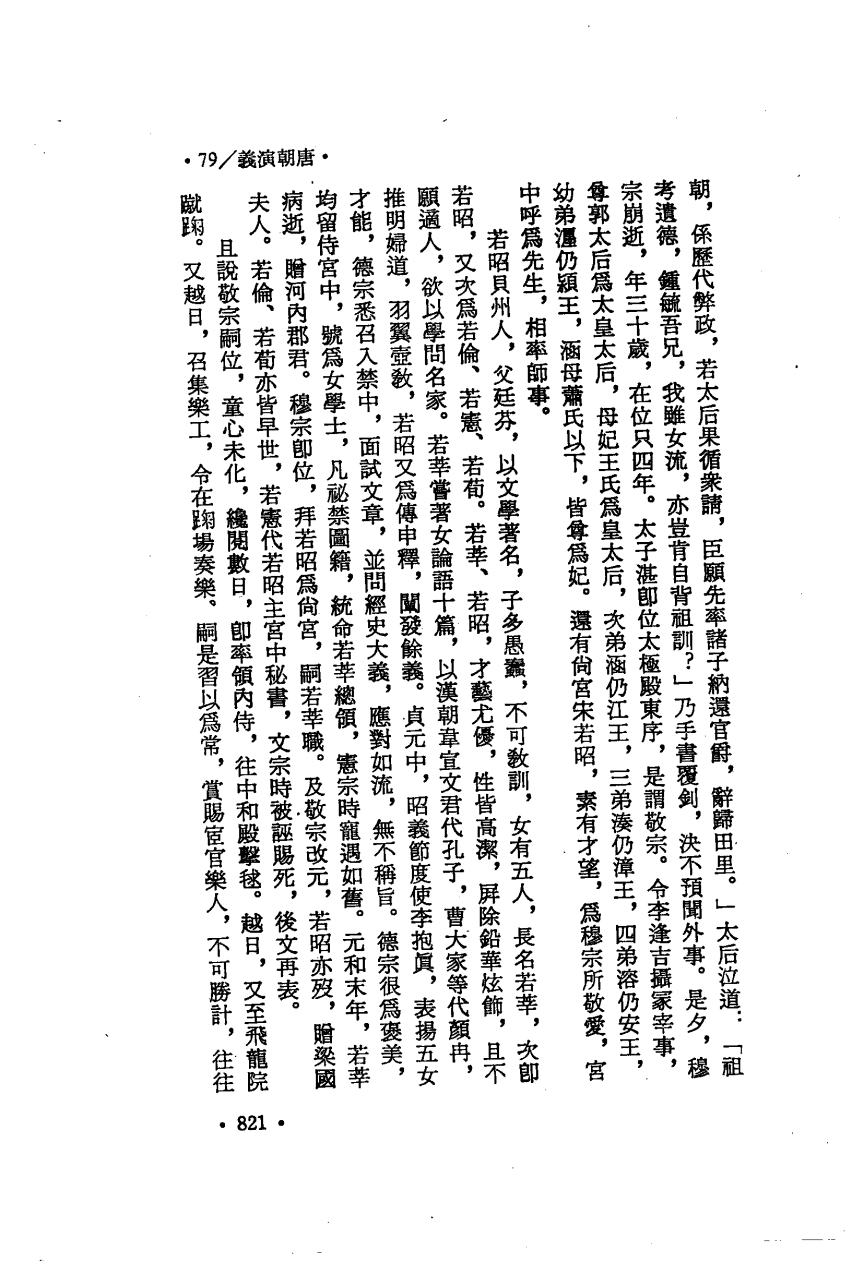 •79／義演朝唐•
朝，係歷代弊政，若太后果循衆請，臣願先率諸子納還官爵，辭歸田里。」太后泣道：「祖
考遺德，鍾毓吾兄，我雖女流，亦豈肯自背祖訓？」乃手書覆釗，決不預聞外事。是夕，穆
宗崩逝，年三十歲，在位只四年。太子湛卽位太極殿東序，是謂敬宗。令李逢吉攝冢宰事，
尊郭太后爲太皇太后，母妃王氏爲皇太后，次弟涵仍江王，三弟湊仍漳王，四弟溶仍安王，
幼弟瀍仍潁王，涵母蕭氏以下，皆尊爲妃。還有尙宮宋若昭，素有才望，爲穆宗所敬愛，宮
中呼爲先生，相率師事。
若昭貝州人，父廷芬，以文學著名，子多愚蠢，不可敎訓，女有五人，長名若莘，次卽
若昭，又次爲若倫、若憲、若荀。若莘、若昭，才藝尤優，性皆高潔，屛除鉛華炫飾，且不
願適人，欲以學問名家。若莘嘗著女論語十篇，以漢朝韋宣文君代孔子，曹大家等代顏冉，
推明婦道，羽翼壼敎，若昭又爲傳申釋，闡發餘義。貞元中，昭義節度使李抱眞，表揚五女
才能，德宗悉召入禁中，面試文章，並問經史大義，應對如流，無不稱旨。德宗很爲褒美，
均留侍宮中，號爲女學士，凡祕禁圖籍，統命若莘總領，憲宗時寵遇如舊。元和末年，若莘
病逝，贈河內郡君。穆宗卽位，拜若昭爲尙宮，嗣若莘職。及敬宗改元，若昭亦歿，贈梁國
夫人。若倫、若荀亦皆早世，若憲代若昭主宮中秘書，文宗時被誣賜死，後文再表。
且說敬宗嗣位，童心未化，纔閱數日，卽率領內侍，往中和殿擊毬。越日，又至飛龍院
蹴踘。又越日，召集樂工，令在踘場奏樂、嗣是習以爲常，賞賜宦官樂人，不可勝計，往往
•821•